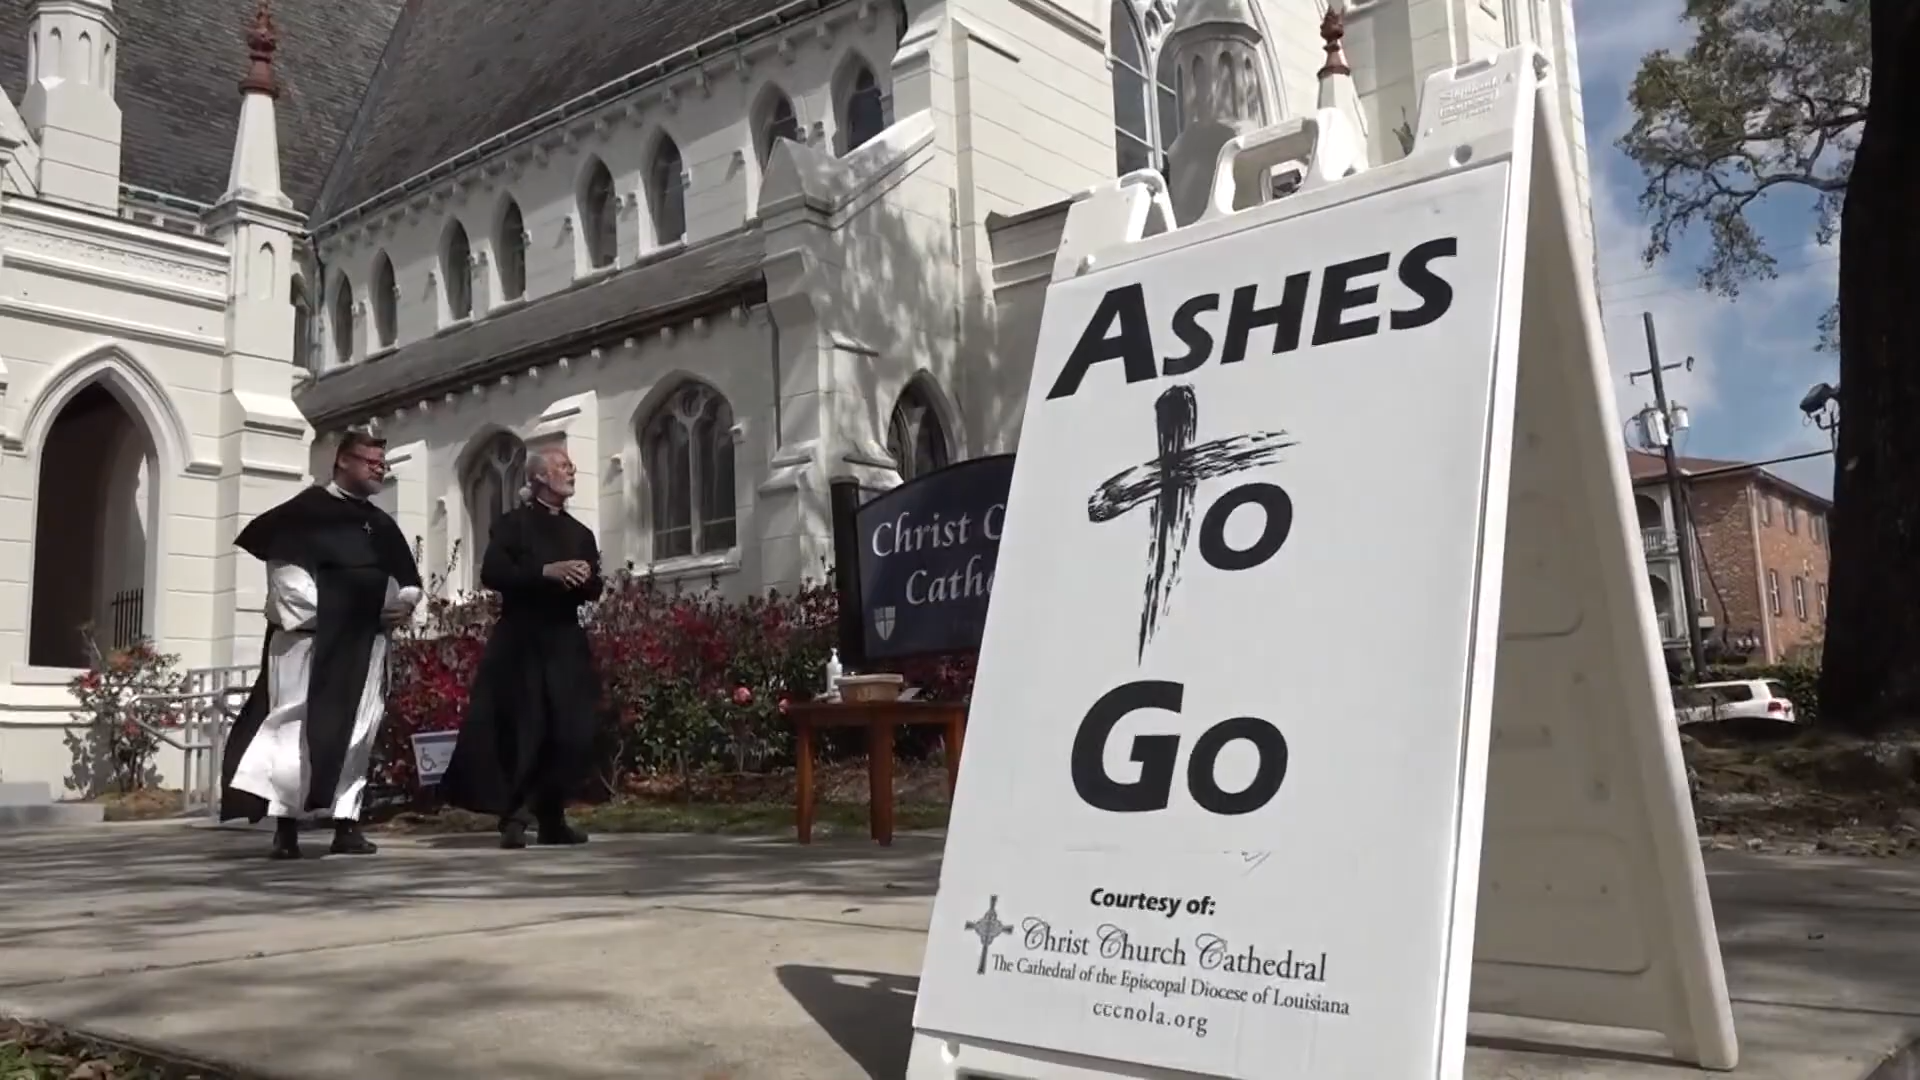 Christ C
Cathe
ASHES
TO
GO
Courtesy of:
Christ Church Cathedral
The Cathedral of the Episcopal Diocese of Louisiana
cccnola.org